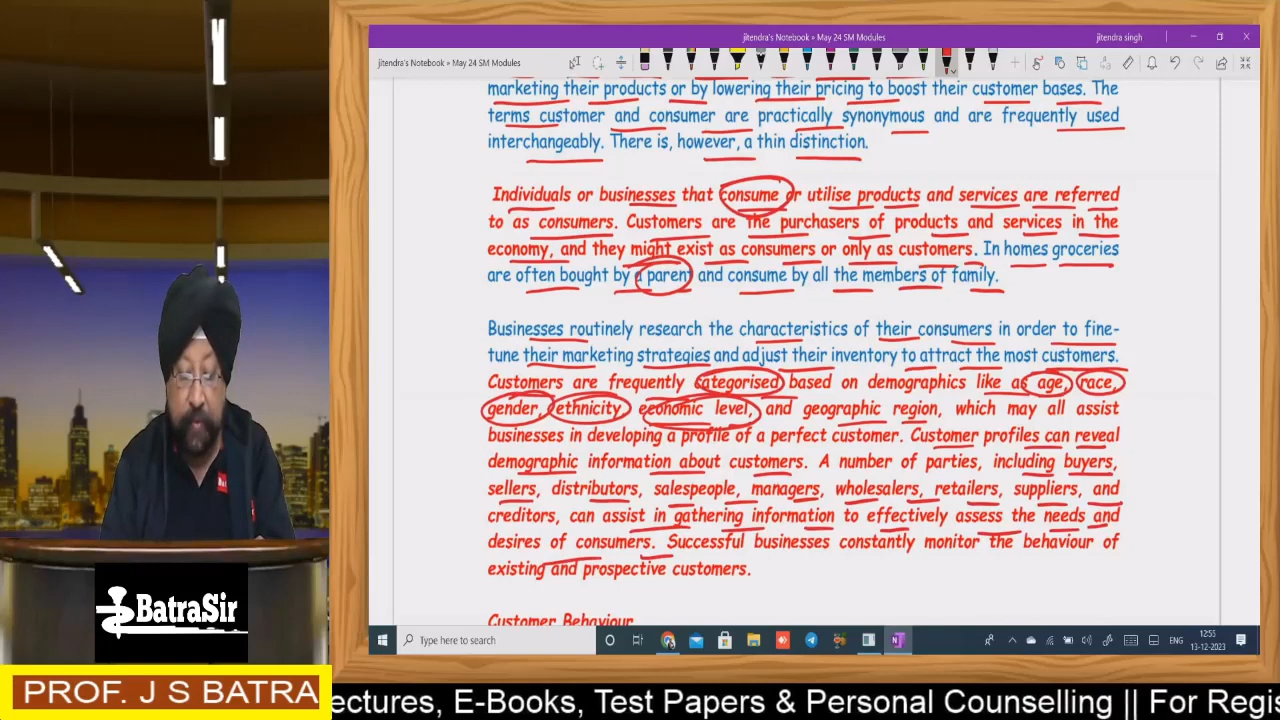 jitendra's Notebook » May 24 SM Modules
jitendra singh
jitendra's Notebook » May 24 SM Modules
marketing their products or by lowering their pricing to boost their customer bases. The
terms customer and consumer are practically synonymous and are frequently used
interchangeably. There is, however, a thin distinction.
Individuals or businesses that consume or utilise products and services are referred
to as consumers. Customers are the purchasers of products and services in the
economy, and they might exist as consumers or only as customers. In homes groceries
are often bought by a parent and consume by all the members of family.
Businesses routinely research the characteristics of their consumers in order to fine-
tune their marketing strategies and adjust their inventory to attract the most customers.
Customers are frequently categorised based on demographics like as age, race,
gender, ethnicity economic level, and geographic region, which may all assist
businesses in developing a profile of a perfect customer. Customer profiles can reveal
demographic information about customers. A number of parties, including buyers,
sellers, distributors, salespeople, managers, wholesalers, retailers, suppliers, and
creditors, can assist in gathering information to effectively assess the needs and
desires of consumers. Successful businesses constantly monitor the behaviour of
existing and prospective customers.
Customer Behaviour
BatraSir
Type here to search
ENG
12:55
13-12-2023
PROF. J S BATRA
ectures, E-Books, Test Papers & Personal Counselling || For Regis